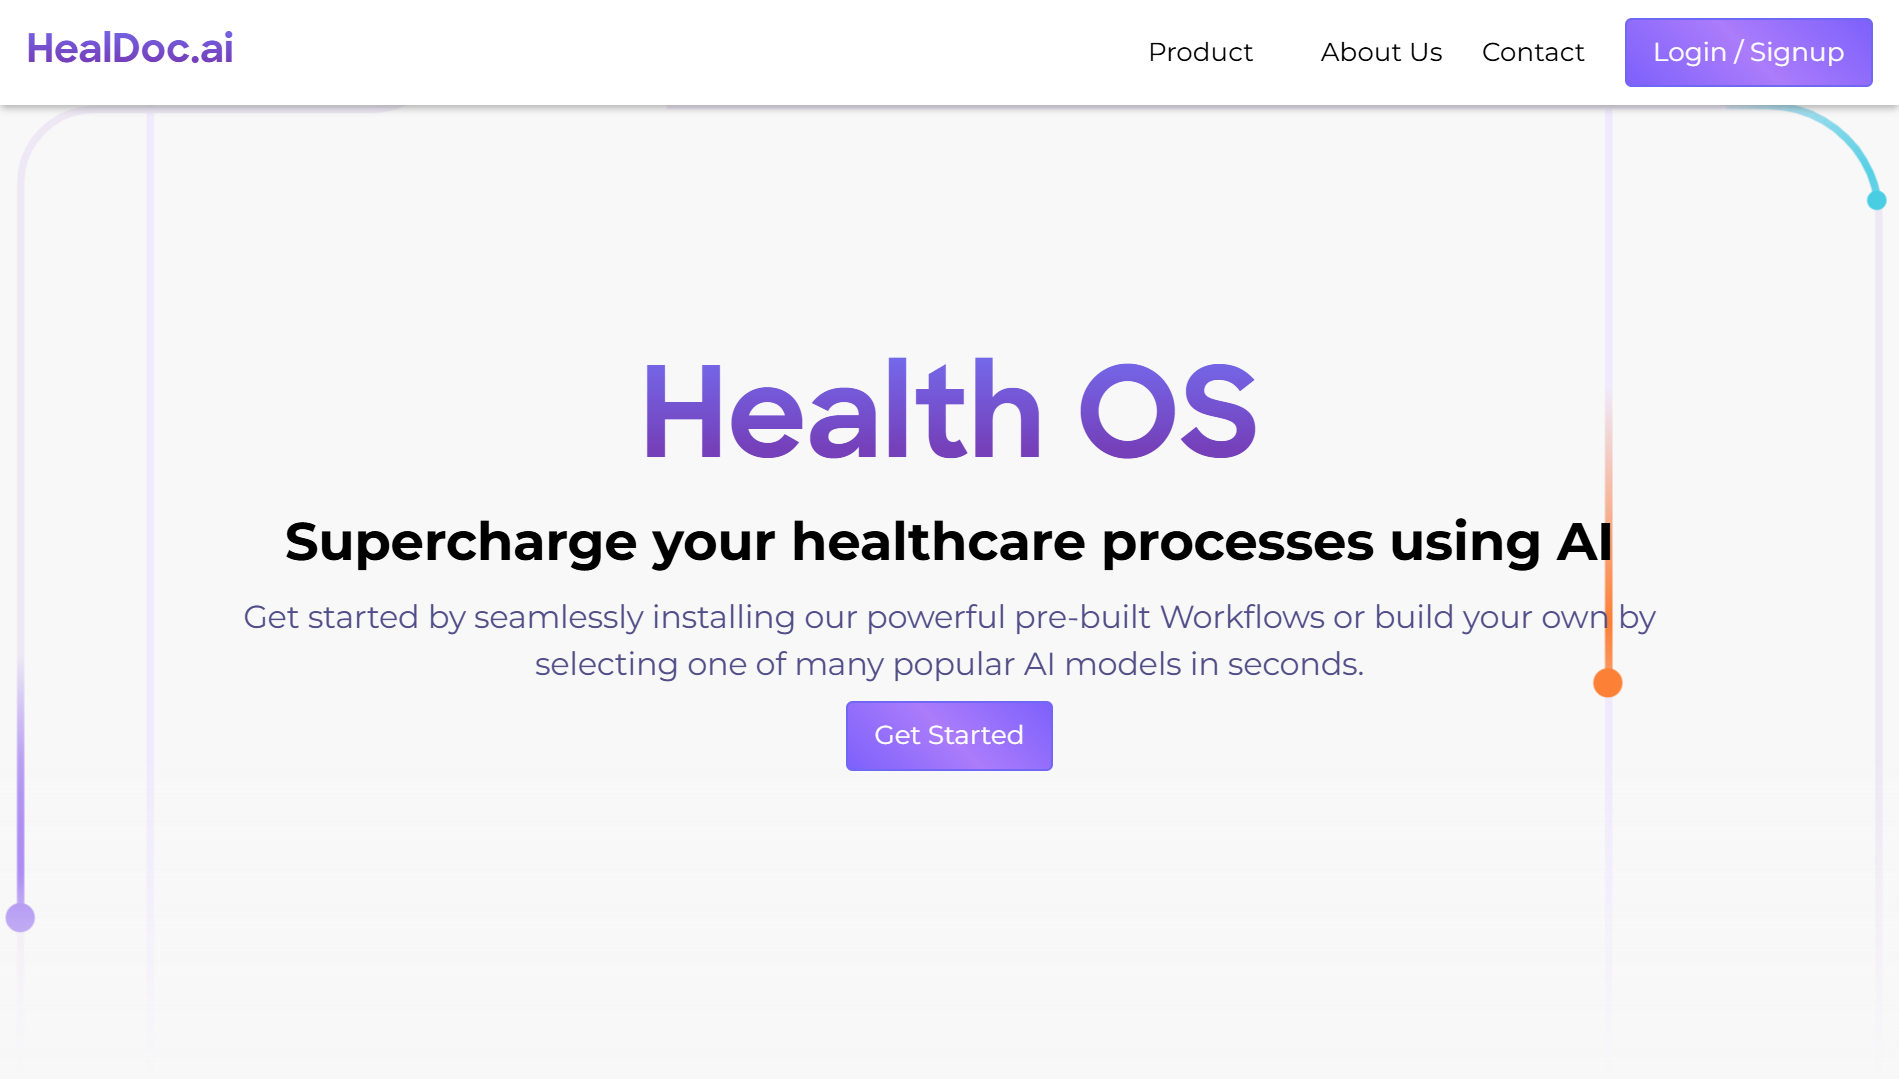 HealDoc.ai
Product
About Us
Contact
Login / Signup
Health OS
Supercharge your healthcare processes using AI
Get started by seamlessly installing our powerful pre-built Workflows or build your own by
selecting one of many popular AI models in seconds.
Get Started